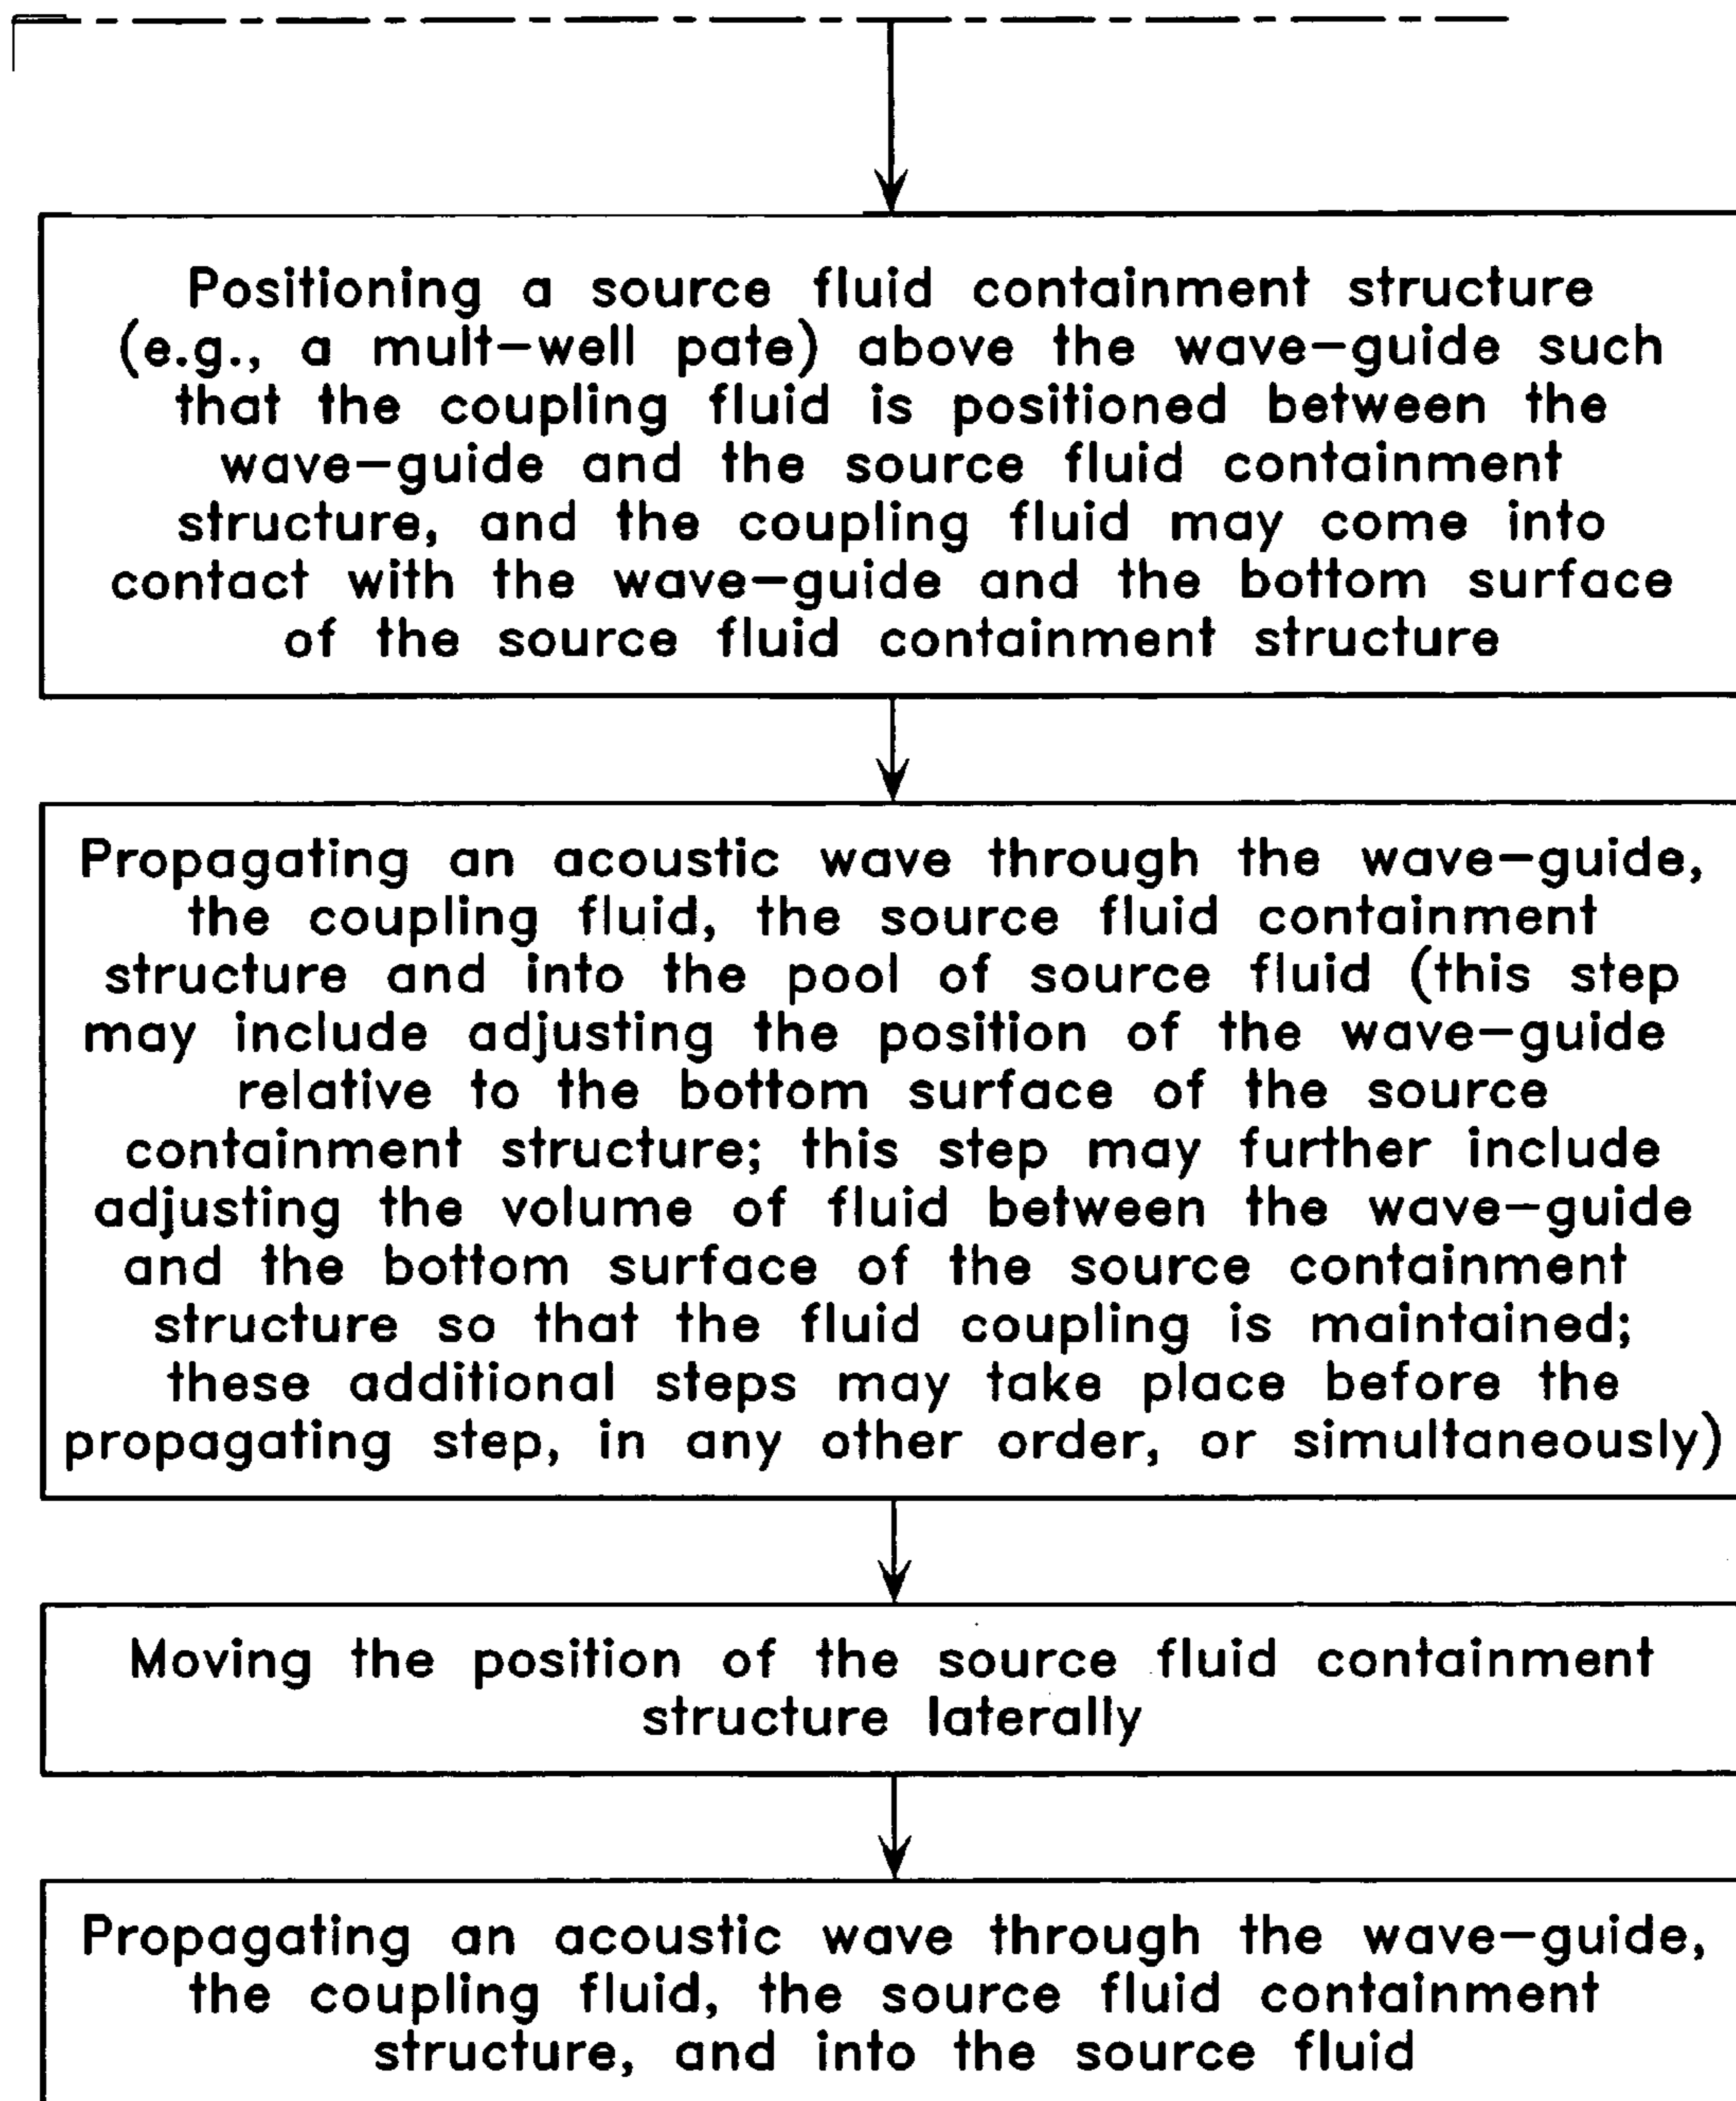 Positioning a source fluid containment structure
(e.g., a mult-well pate) above the wave-guide such
that the coupling fluid is positioned between the
wave-guide and the source fluid containment
structure, and the coupling fluid may come into
contact with the wave-guide and the bottom surface
of the source fluid containment structure
Propagating an acoustic wave through the wave-guide,
the coupling fluid, the source fluid containment
structure and into the pool of source fluid (this step
may include adjusting the position of the wave-guide
relative to the bottom surface of the source
containment structure; this step may further include
adjusting the volume of fluid between the wave-guide
and the bottom surface of the source containment
structure so that the fluid coupling is maintained;
these additional steps may take place before the
propagating step, in any other order, or simultaneously)
Moving the position of the source fluid containment
structure laterally
Propagating an acoustic wave through the wave-guide,
the coupling fluid, the source fluid containment
structure, and into the source fluid